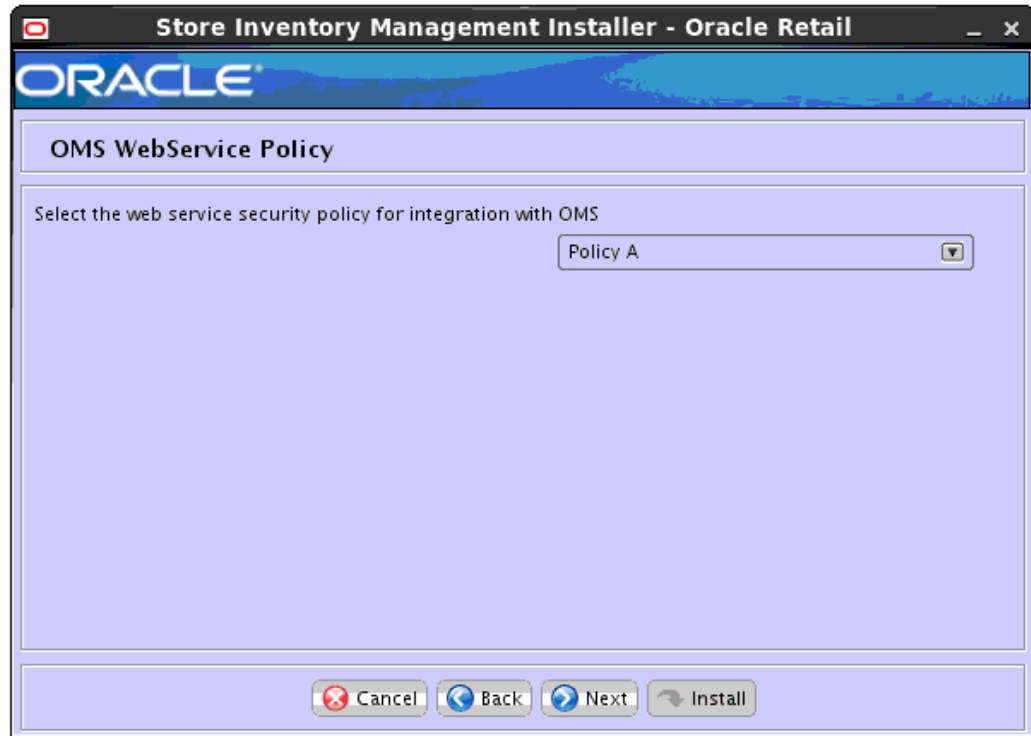 Store Inventory Management Installer - Oracle Retail
ORACLE
OMS WebService Policy
Select the web service security policy for integration with OMS
Policy A
Cancel Back Next Install